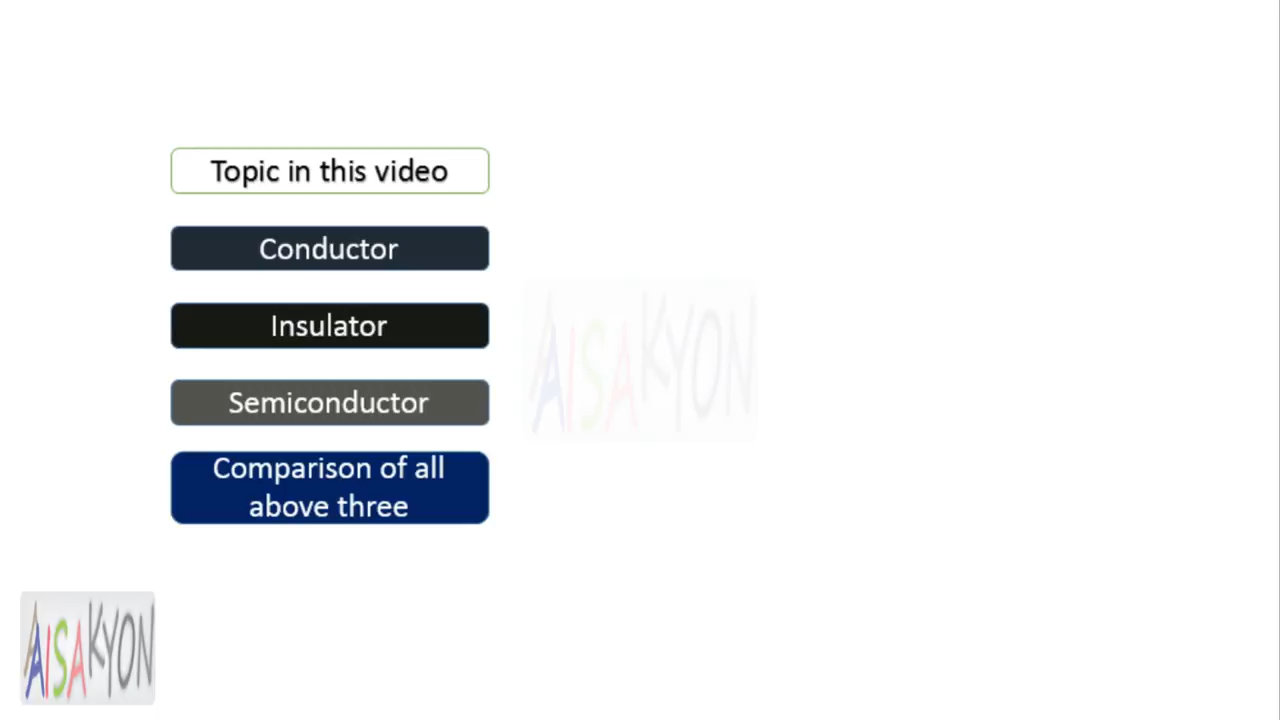 Topic in this video
Conductor
Insulator
Semiconductor
Comparison of all
above three
AISAKYON
AISAKYON